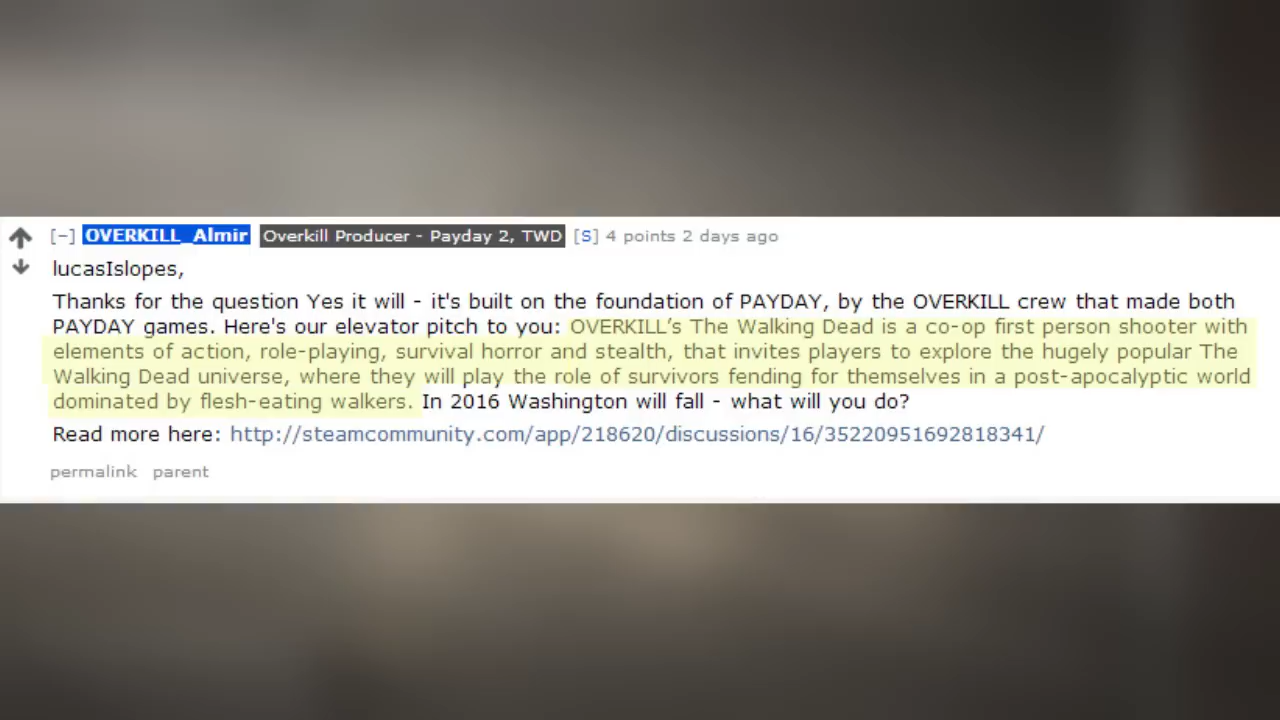 [−] OVERKILL_Almir Overkill Producer - Payday 2, TWD [S] 4 points 2 days ago
lucasIslopes,
Thanks for the question Yes it will - it's built on the foundation of PAYDAY, by the OVERKILL crew that made both
PAYDAY games. Here's our elevator pitch to you: OVERKILL’s The Walking Dead is a co-op first person shooter with
elements of action, role-playing, survival horror and stealth, that invites players to explore the hugely popular The
Walking Dead universe, where they will play the role of survivors fending for themselves in a post-apocalyptic world
dominated by flesh-eating walkers. In 2016 Washington will fall - what will you do?
Read more here: http://steamcommunity.com/app/218620/discussions/16/35220951692818341/
permalink parent